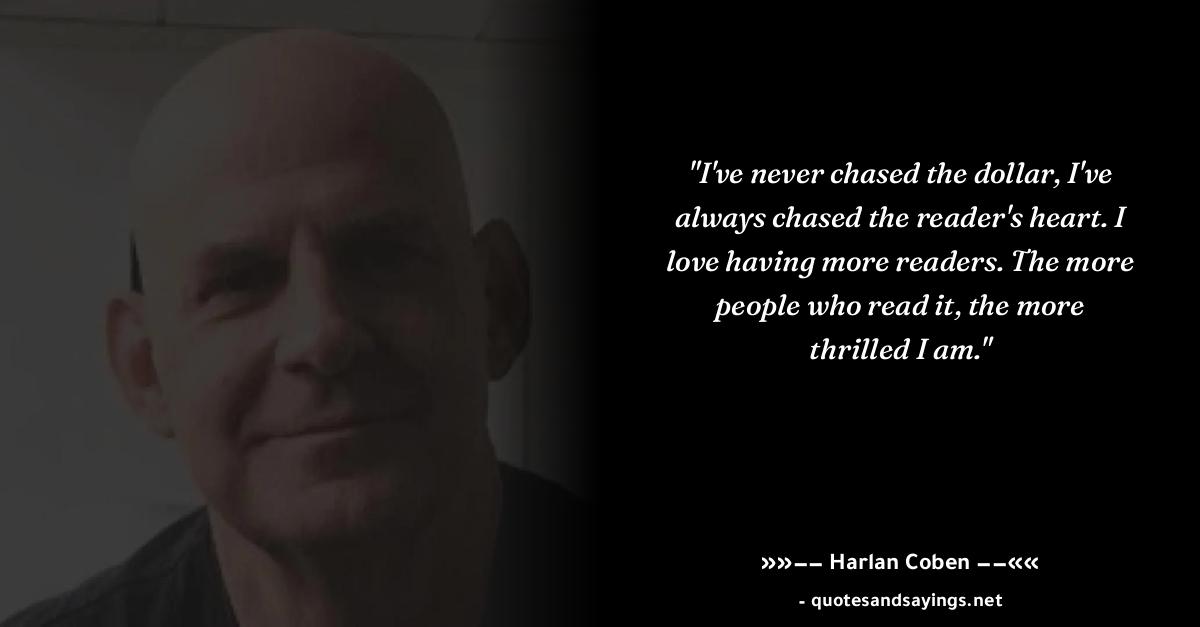 "I've never chased the dollar, I've
always chased the reader's heart. I
love having more readers. The more
people who read it, the more
thrilled I am."
»»–– Harlan Coben ––««
- quotesandsayings.net